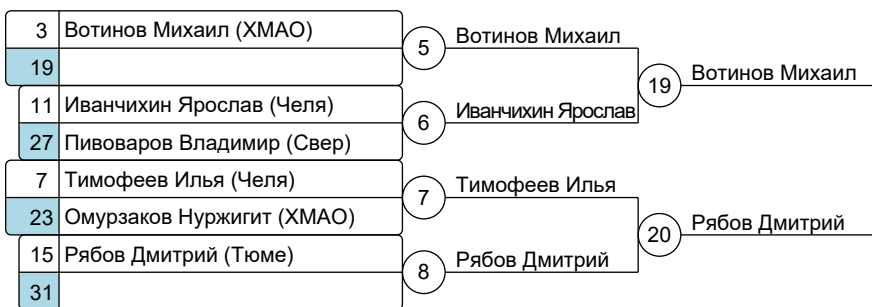 3 Вотинов Михаил (ХМАО)
5 Вотинов Михаил
19
19 Вотинов Михаил
11 Иванчихин Ярослав (Челя)
6 Иванчихин Ярослав
27 Пивоваров Владимир (Свер)
7 Тимофеев Илья (Челя)
7 Тимофеев Илья
23 Омурзаков Нуржигит (ХМАО)
20 Рябов Дмитрий
15 Рябов Дмитрий (Тюме)
8 Рябов Дмитрий
31